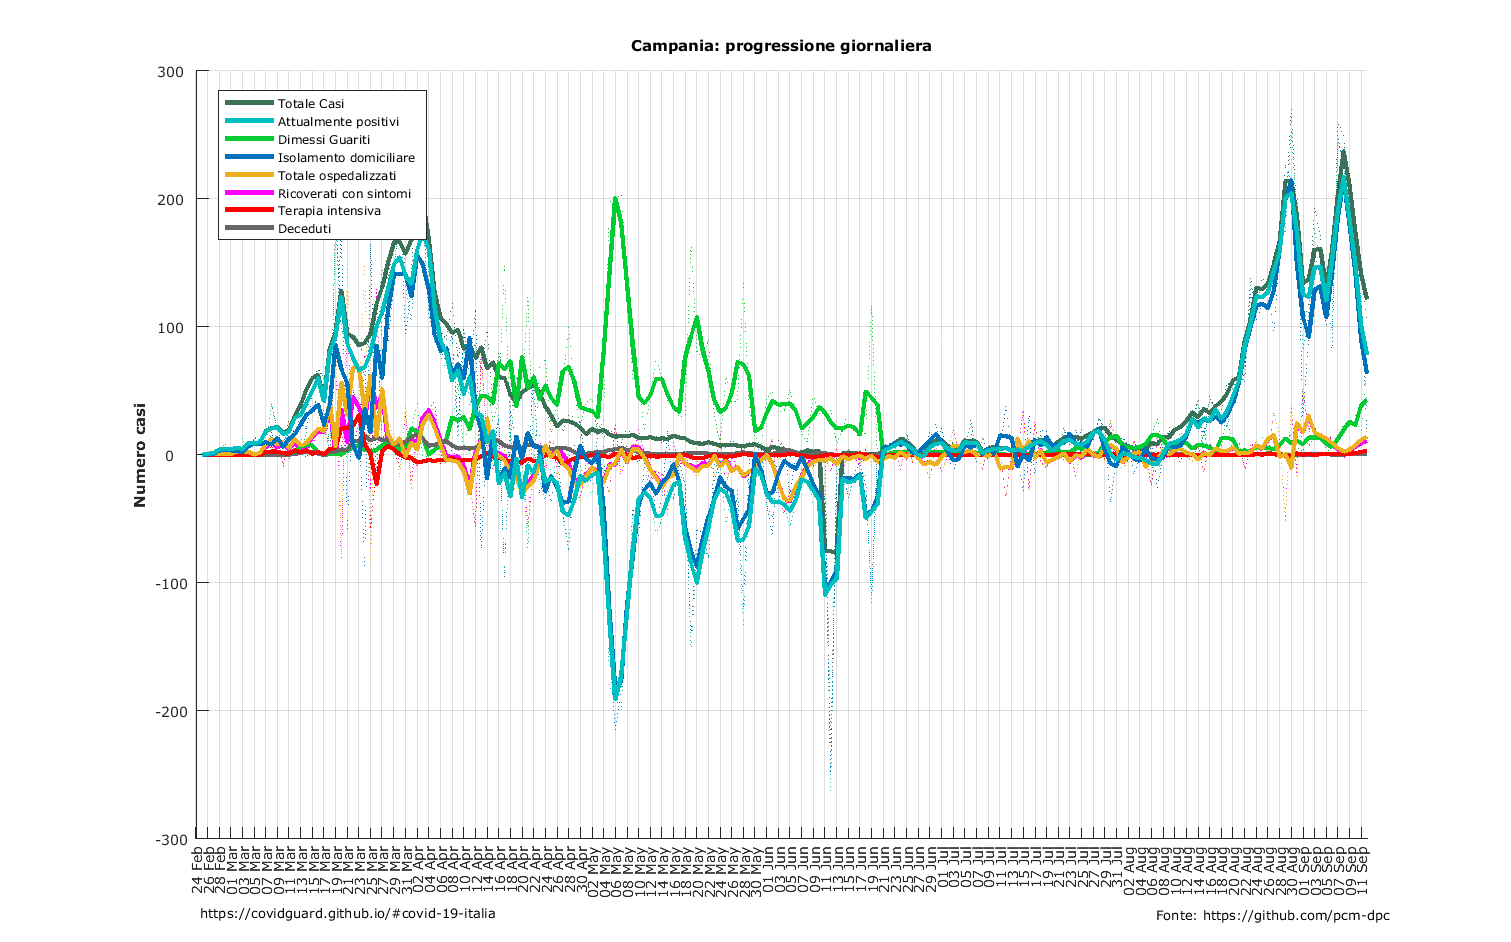 Campania: progressione giornaliera
300
200
100
0
-100
-200
-300
Numero casi
Totale Casi
Attualmente positivi
Dimessi Guariti
Isolamento domiciliare
Totale ospedalizzati
Ricoverati con sintomi
Terapia intensiva
Deceduti
24 Feb
26 Feb
28 Feb
01 Mar
03 Mar
05 Mar
07 Mar
09 Mar
11 Mar
13 Mar
15 Mar
17 Mar
19 Mar
21 Mar
23 Mar
25 Mar
27 Mar
29 Mar
31 Mar
02 Apr
04 Apr
06 Apr
08 Apr
10 Apr
12 Apr
14 Apr
16 Apr
18 Apr
20 Apr
22 Apr
24 Apr
26 Apr
28 Apr
30 Apr
02 May
04 May
06 May
08 May
10 May
12 May
14 May
16 May
18 May
20 May
22 May
24 May
26 May
28 May
30 May
01 Jun
03 Jun
05 Jun
07 Jun
09 Jun
11 Jun
13 Jun
15 Jun
17 Jun
19 Jun
21 Jun
23 Jun
25 Jun
27 Jun
29 Jun
01 Jul
03 Jul
05 Jul
07 Jul
09 Jul
11 Jul
13 Jul
15 Jul
17 Jul
19 Jul
21 Jul
23 Jul
25 Jul
27 Jul
29 Jul
31 Jul
02 Aug
04 Aug
06 Aug
08 Aug
10 Aug
12 Aug
14 Aug
16 Aug
18 Aug
20 Aug
22 Aug
24 Aug
26 Aug
28 Aug
30 Aug
01 Sep
03 Sep
05 Sep
07 Sep
09 Sep
11 Sep
https://covidguard.github.io/#covid-19-italia
Fonte: https://github.com/pcm-dpc